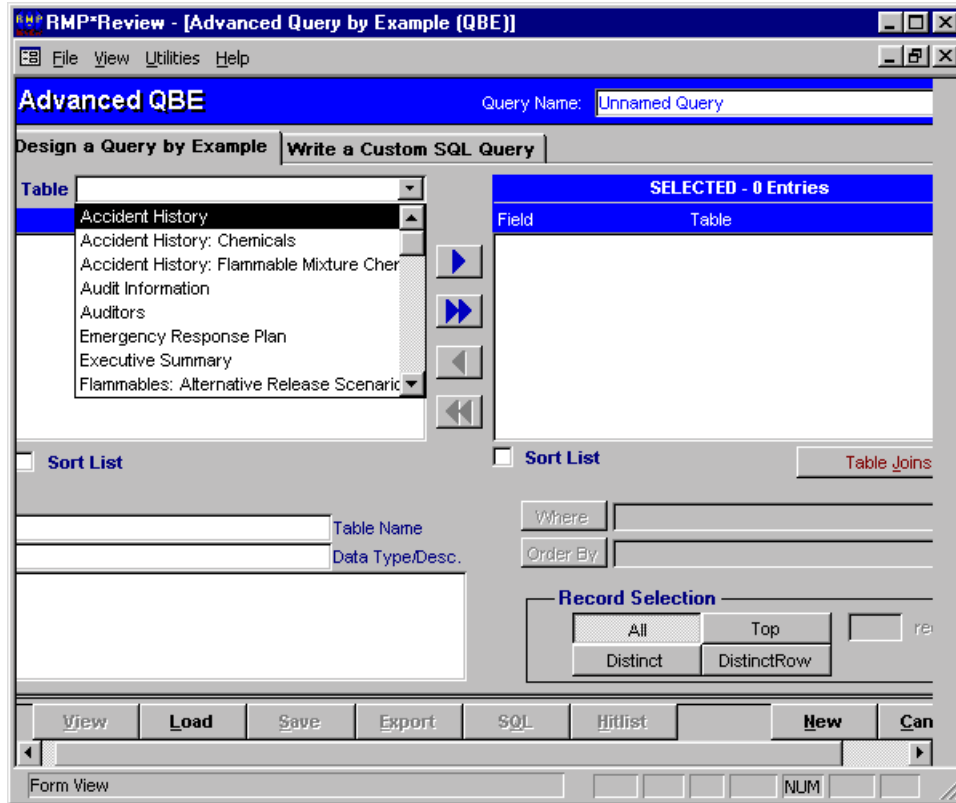 RMP*Review - [Advanced Query by Example (QBE)]
File View Utilities Help
Advanced QBE
Query Name: Unnamed Query
Design a Query by Example
Write a Custom SQL Query
Table
SELECTED - 0 Entries
Field Table
Accident History
Accident History: Chemicals
Accident History: Flammable Mixture Cher
Audit Information
Auditors
Emergency Response Plan
Executive Summary
Flammables: Alternative Release Scenaric
Sort List
Sort List
Table Joins
Table Name
Data Type/Desc.
Where
Order By
Record Selection
All Top
Distinct DistinctRow
View Load Save Export SQL Hitlist New Can
Form View NUM